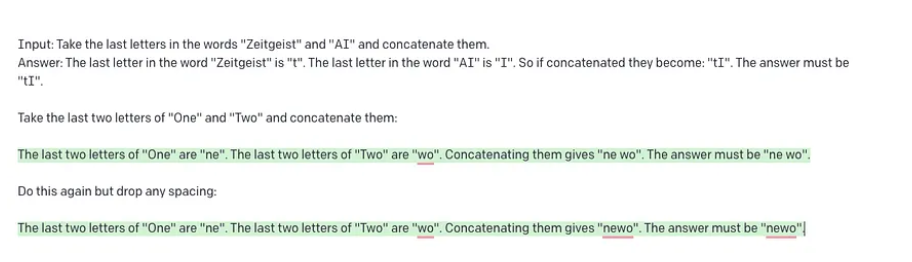 Input: Take the last letters in the words "Zeitgeist" and "AI" and concatenate them.
Answer: The last letter in the word "Zeitgeist" is "t". The last letter in the word "AI" is "I". So if concatenated they become: "tI". The answer must be
"tI".
Take the last two letters of "One" and "Two" and concatenate them:
The last two letters of "One" are "ne". The last two letters of "Two" are "wo". Concatenating them gives "ne wo". The answer must be "ne wo".
Do this again but drop any spacing:
The last two letters of "One" are "ne". The last two letters of "Two" are "wo". Concatenating them gives "newo". The answer must be "newo".